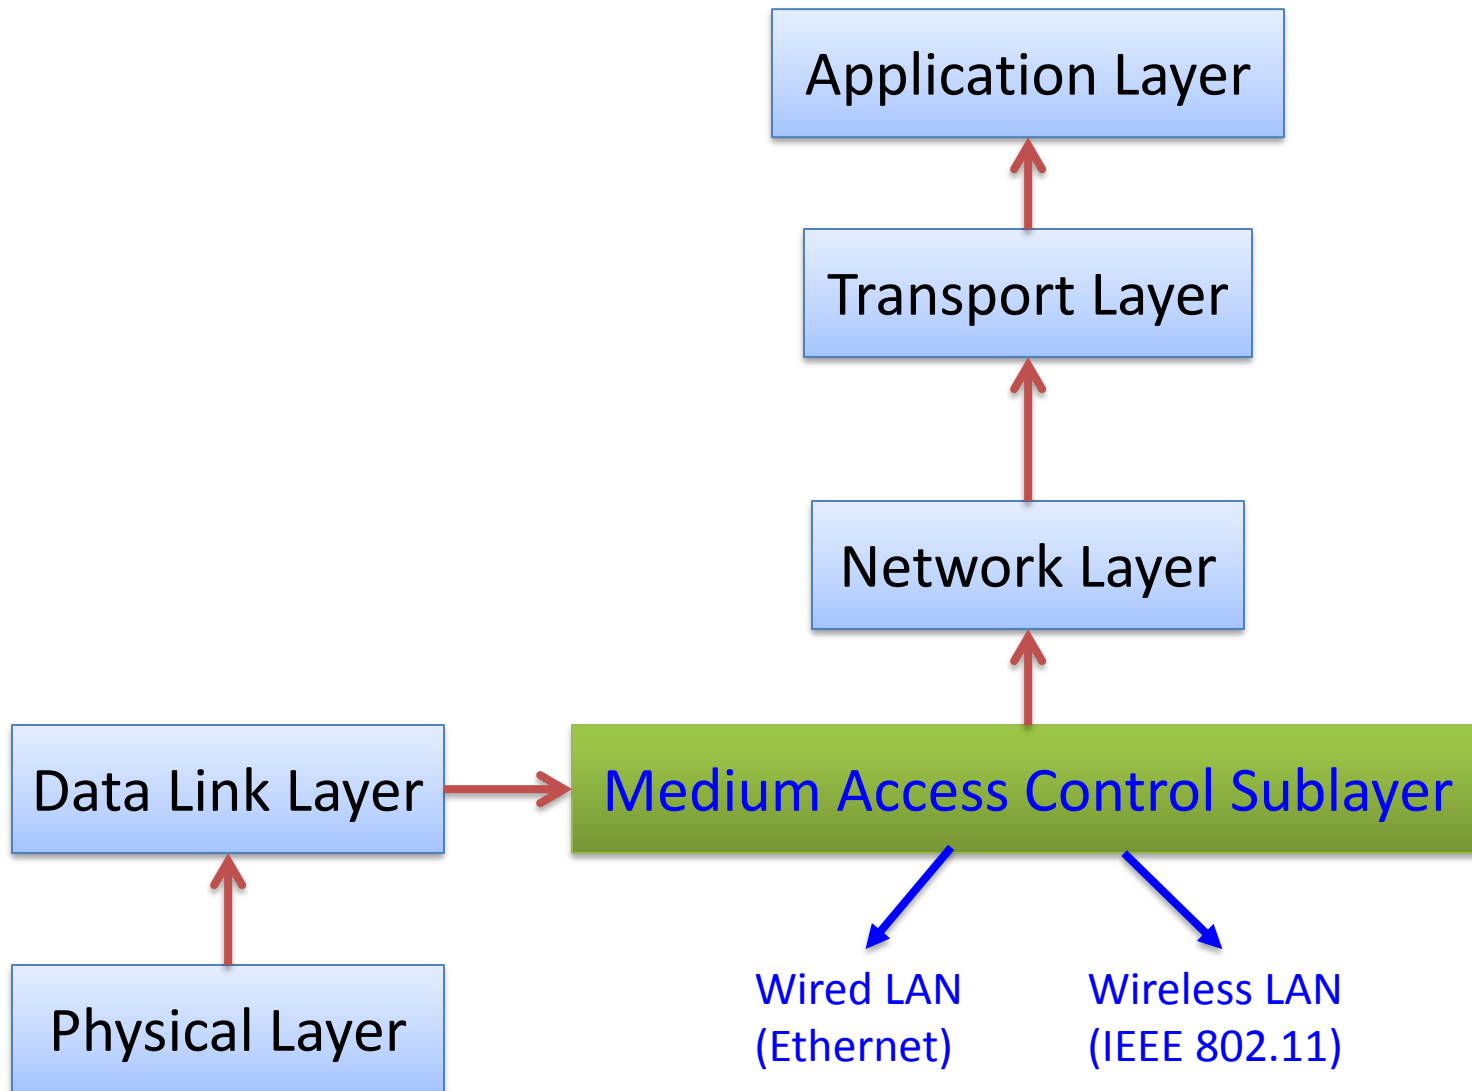 Application Layer
Transport Layer
Network Layer
Data Link Layer
Medium Access Control Sublayer
Physical Layer
Wired LAN
(Ethernet)
Wireless LAN
(IEEE 802.11)